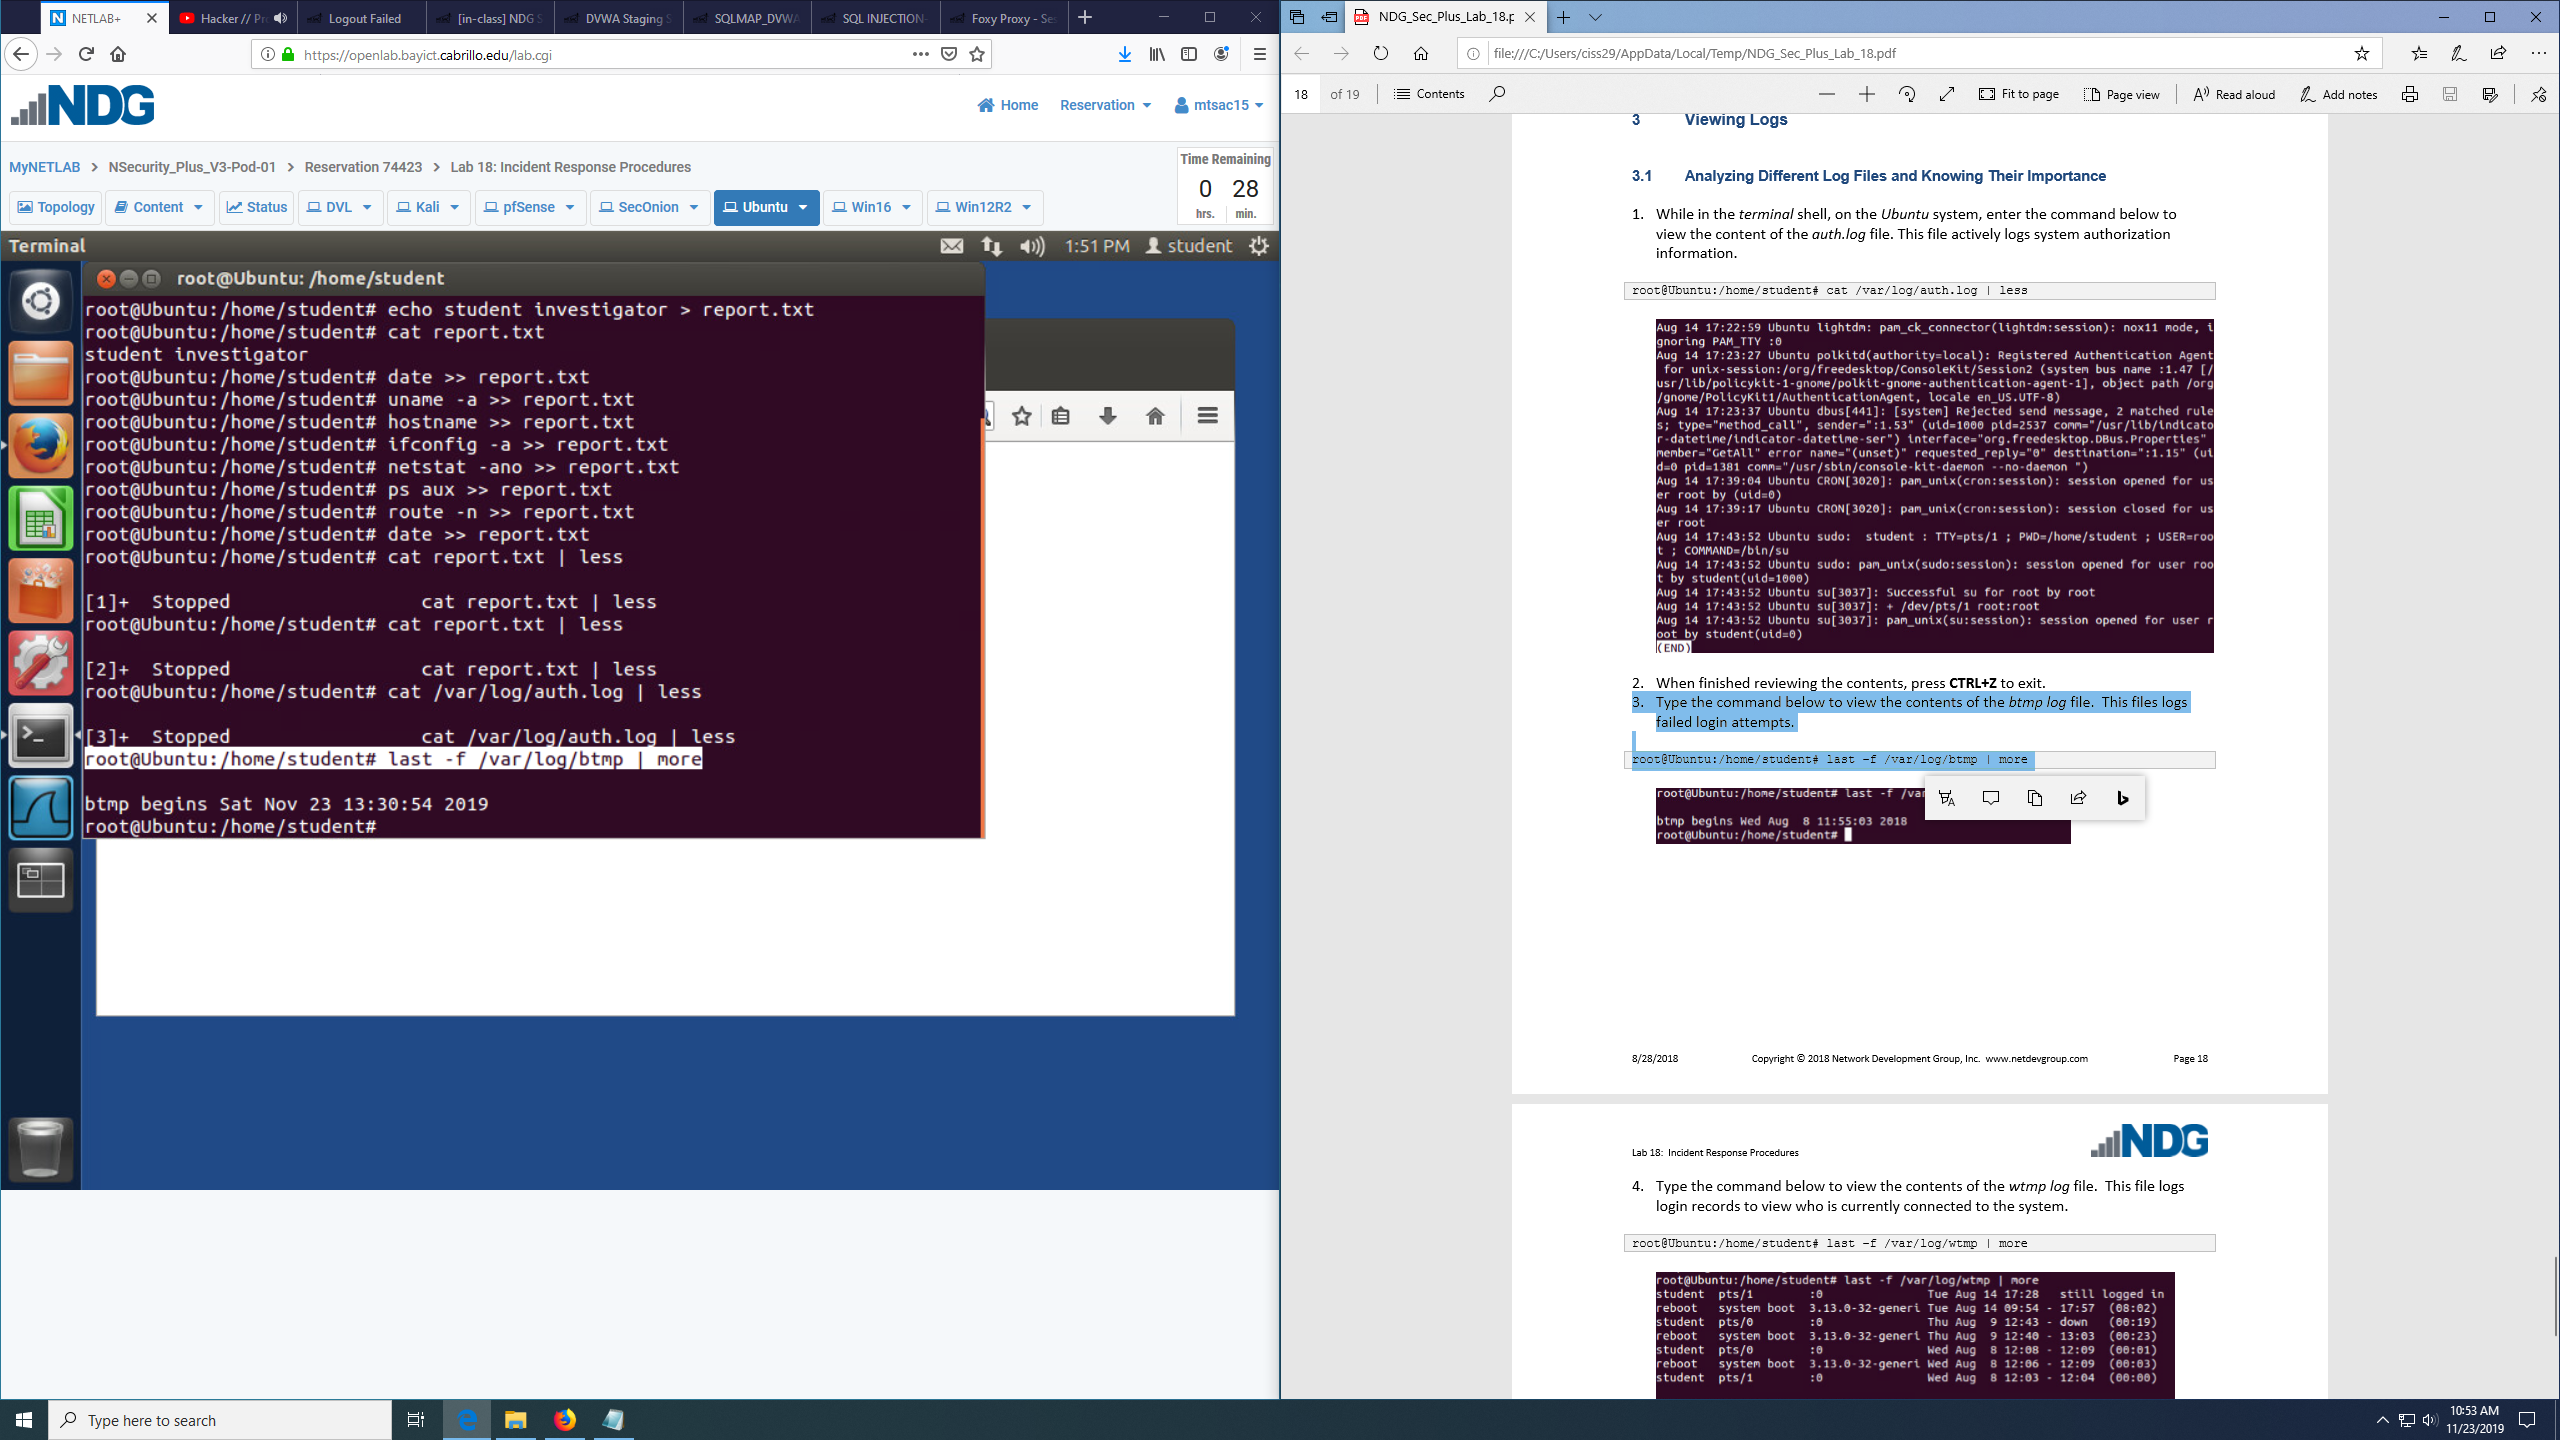 NETLAB+
Hacker // Pr
Logout Failed
[in-class] NDG S
DVWA Staging S
SQLMAP_DVWA
SQL INJECTION-
Foxy Proxy - Se
https://openlab.bayict.cabrillo.edu/lab.cgi
NDG
Home
Reservation
mtsac15
MyNETLAB > NSecurity_Plus_V3-Pod-01 > Reservation 74423 > Lab 18: Incident Response Procedures
Time Remaining
0 28
hrs. min.
Topology
Content
Status
DVL
Kali
pfSense
SecOnion
Ubuntu
Win16
Win12R2
Terminal
1:51 PM
student
root@Ubuntu: /home/student
root@Ubuntu:/home/student# echo student investigator > report.txt
root@Ubuntu:/home/student# cat report.txt
student investigator
root@Ubuntu:/home/student# date >> report.txt
root@Ubuntu:/home/student# uname -a >> report.txt
root@Ubuntu:/home/student# hostname >> report.txt
root@Ubuntu:/home/student# ifconfig -a >> report.txt
root@Ubuntu:/home/student# netstat -ano >> report.txt
root@Ubuntu:/home/student# ps aux >> report.txt
root@Ubuntu:/home/student# route -n >> report.txt
root@Ubuntu:/home/student# date >> report.txt
root@Ubuntu:/home/student# cat report.txt | less
[1]+  Stopped                 cat report.txt | less
root@Ubuntu:/home/student# cat report.txt | less
[2]+  Stopped                 cat report.txt | less
root@Ubuntu:/home/student# cat /var/log/auth.log | less
[3]+  Stopped                 cat /var/log/auth.log | less
root@Ubuntu:/home/student# last -f /var/log/btmp | more
btmp begins Sat Nov 23 13:30:54 2019
root@Ubuntu:/home/student#
Type here to search
NDG_Sec_Plus_Lab_18.p
file:///C:/Users/ciss29/AppData/Local/Temp/NDG_Sec_Plus_Lab_18.pdf
18 of 19
Contents
Fit to page
Page view
Read aloud
Add notes
3 Viewing Logs
3.1 Analyzing Different Log Files and Knowing Their Importance
1. While in the terminal shell, on the Ubuntu system, enter the command below to
view the content of the auth.log file. This file actively logs system authorization
information.
root@Ubuntu:/home/student# cat /var/log/auth.log | less
Aug 14 17:22:59 Ubuntu lightdm: pam_ck_connector(lightdm:session): nox11 mode, i
gnoring PAM_TTY :0
Aug 14 17:23:27 Ubuntu polkitd(authority=local): Registered Authentication Agent
for unix-session:/org/freedesktop/ConsoleKit/Session2 (system bus name :1.47 [/
usr/lib/policykit-1-gnome/polkit-gnome-authentication-agent-1], object path /org
/gnome/PolicyKit1/AuthenticationAgent, locale en_US.UTF-8)
Aug 14 17:23:37 Ubuntu dbus[441]: [system] Rejected send message, 2 matched rule
s; type="method_call", sender=":1.53" (uid=1000 pid=2537 comm="/usr/lib/indicato
r-datetime/indicator-datetime-ser") interface="org.freedesktop.DBus.Properties"
member="GetAll" error name="(unset)" requested_reply="0" destination=":1.15" (ui
d=0 pid=1381 comm="/usr/sbin/console-kit-daemon --no-daemon ")
Aug 14 17:39:04 Ubuntu CRON[3020]: pam_unix(cron:session): session opened for us
er root by (uid=0)
Aug 14 17:39:17 Ubuntu CRON[3020]: pam_unix(cron:session): session closed for us
er root
Aug 14 17:43:52 Ubuntu sudo:  student : TTY=pts/1 ; PWD=/home/student ; USER=roo
t ; COMMAND=/bin/su
Aug 14 17:43:52 Ubuntu sudo: pam_unix(sudo:session): session opened for user roo
t by student(uid=1000)
Aug 14 17:43:52 Ubuntu su[3037]: Successful su for root by root
Aug 14 17:43:52 Ubuntu su[3037]: + /dev/pts/1 root:root
Aug 14 17:43:52 Ubuntu su[3037]: pam_unix(su:session): session opened for user r
oot by student(uid=0)
(END)
2. When finished reviewing the contents, press CTRL+Z to exit.
3. Type the command below to view the contents of the btmp log file.  This files logs
failed login attempts.
root@Ubuntu:/home/student# last –f /var/log/btmp | more
root@Ubuntu:/home/student# last -f /var
btmp begins Wed Aug  8 11:55:03 2018
root@Ubuntu:/home/student#
8/28/2018 Copyright © 2018 Network Development Group, Inc. www.netdevgroup.com Page 18
NDG
Lab 18: Incident Response Procedures
4. Type the command below to view the contents of the wtmp log file.  This file logs
login records to view who is currently connected to the system.
root@Ubuntu:/home/student# last –f /var/log/wtmp | more
root@Ubuntu:/home/student# last -f /var/log/wtmp | more
student  pts/1        :0               Tue Aug 14 17:28   still logged in
reboot   system boot  3.13.0-32-generi Tue Aug 14 09:54 - 17:57  (08:02)
student  pts/0        :0               Thu Aug  9 12:43 - down   (00:19)
reboot   system boot  3.13.0-32-generi Thu Aug  9 12:40 - 13:03  (00:23)
student  pts/0        :0               Wed Aug  8 12:08 - 12:09  (00:01)
reboot   system boot  3.13.0-32-generi Wed Aug  8 12:06 - 12:09  (00:03)
student  pts/1        :0               Wed Aug  8 12:03 - 12:04  (00:00)
10:53 AM
11/23/2019